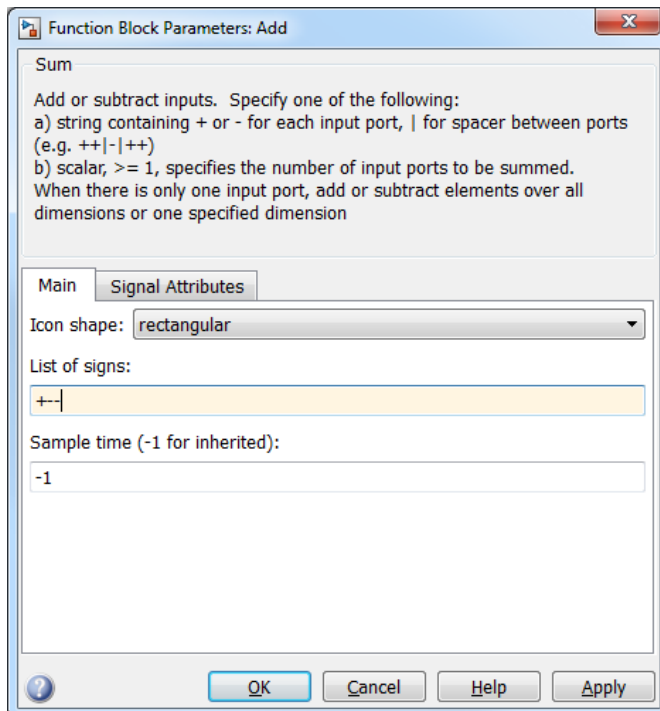 Function Block Parameters: Add
Sum
Add or subtract inputs.  Specify one of the following:
a) string containing + or - for each input port, | for spacer between ports
(e.g. ++|-|++)
b) scalar, >= 1, specifies the number of input ports to be summed.
When there is only one input port, add or subtract elements over all
dimensions or one specified dimension
Main
Signal Attributes
Icon shape: rectangular
List of signs:
+--
Sample time (-1 for inherited):
-1
?
OK
Cancel
Help
Apply